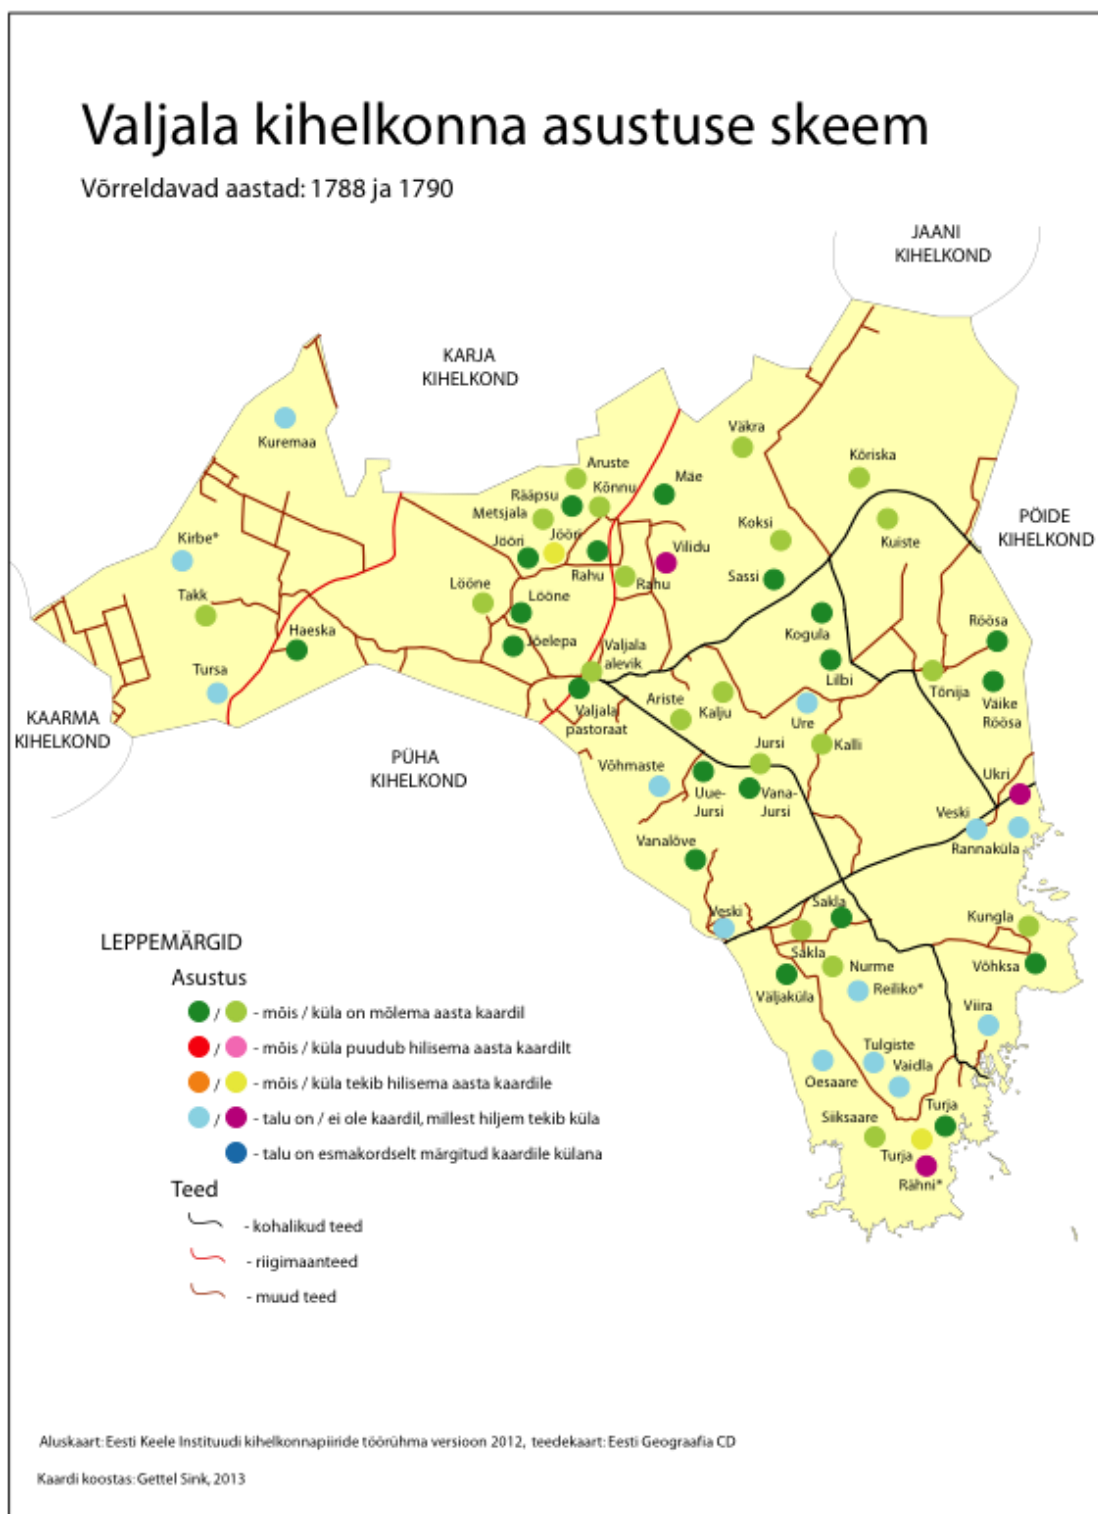 Valjala kihelkonna asustuse skeem
Võrreldavad aastad: 1788 ja 1790
JAANI
KIHELKOND
KARJA
KIHELKOND
Kuremaa
Väkra
Kõriska
Aruste
Mäe
Rääpsu
Kõnnu
Metsjala
Koksi
Kuiste
PÖIDE
KIHELKOND
Kirbe*
Jööri
Jööri
Vilidu
Rahu
Rahu
Sassi
Takk
Lööne
Lööne
Haeska
Jõelepa
Valjala
alevik
Kogula
Röösa
Tursa
Lilbi
Tõnija
Väike
Röösa
Ariste
Kalju
Valjala
pastoraat
Ure
KAARMA
KIHELKOND
PÜHA
KIHELKOND
Jursi
Kalli
Võhmaste
Uue-
Jursi
Vana-
Jursi
Ukri
Veski
Rannaküla
Vanalõve
Veski
Sakla
Sakla
Kungla
Nurme
Võhksa
Väljaküla
Reiliko*
Viira
Tulgiste
Vaidla
Oesaare
Siiksaare
Turja
Turja
Rähni*
LEPPEMÄRGID
Asustus
/ - mõis / küla on mõlema aasta kaardil
/ - mõis / küla puudub hilisema aasta kaardilt
/ - mõis / küla tekib hilisema aasta kaardile
/ - talu on / ei ole kaardil, millest hiljem tekib küla
- talu on esmakordselt märgitud kaardile külana
Teed
- kohalikud teed
- riigimaanteed
- muud teed
Aluskaart: Eesti Keele Instituudi kihelkonnapiiride töörühma versioon 2012, teedekaart: Eesti Geograafia CD
Kaardi koostas: Gettel Sink, 2013